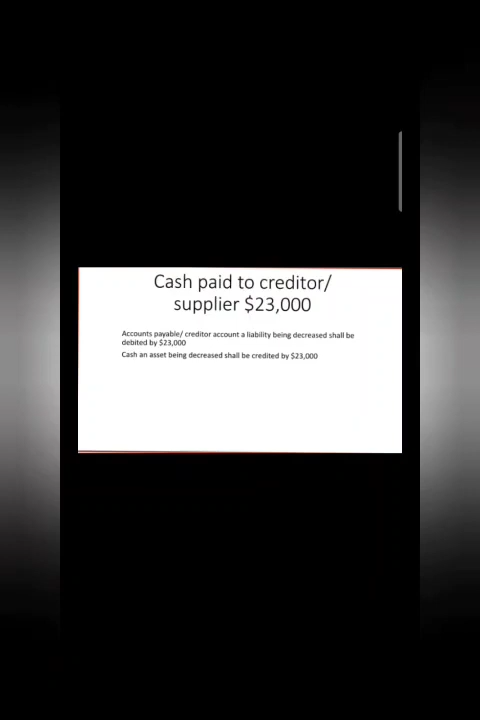 Cash paid to creditor/
supplier $23,000
Accounts payable/ creditor account a liability being decreased shall be
debited by $23,000
Cash an asset being decreased shall be credited by $23,000